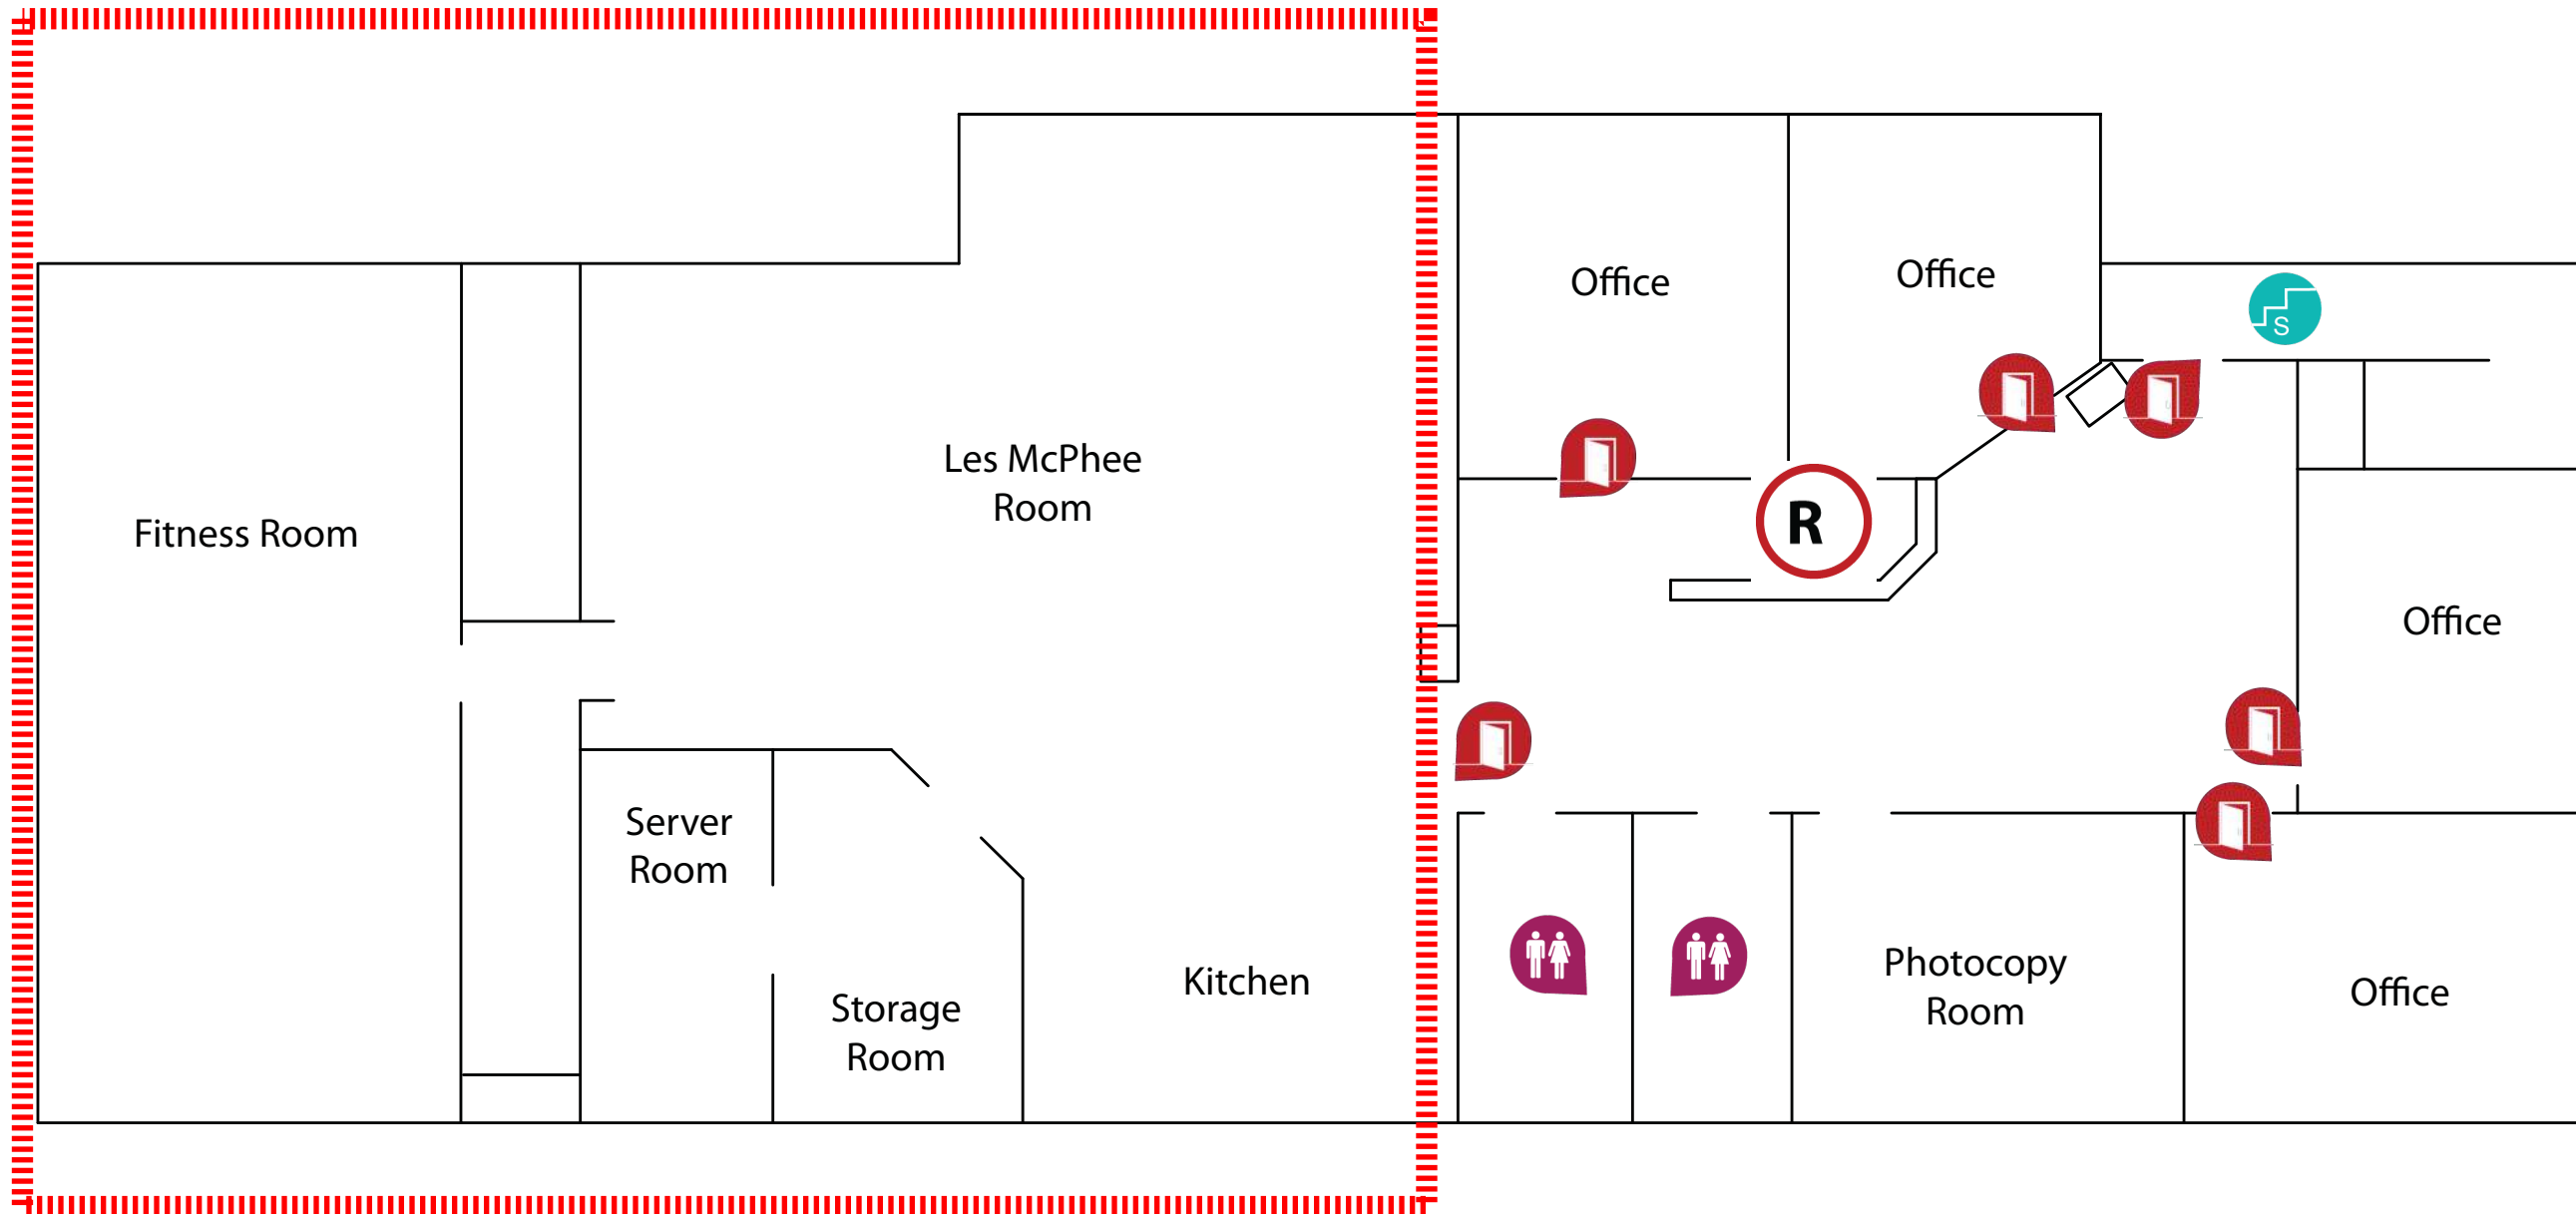 Office
Office
S
Les McPhee
Room
Fitness Room
R
Office
Server
Room
Photocopy
Room
Kitchen
Office
Storage
Room